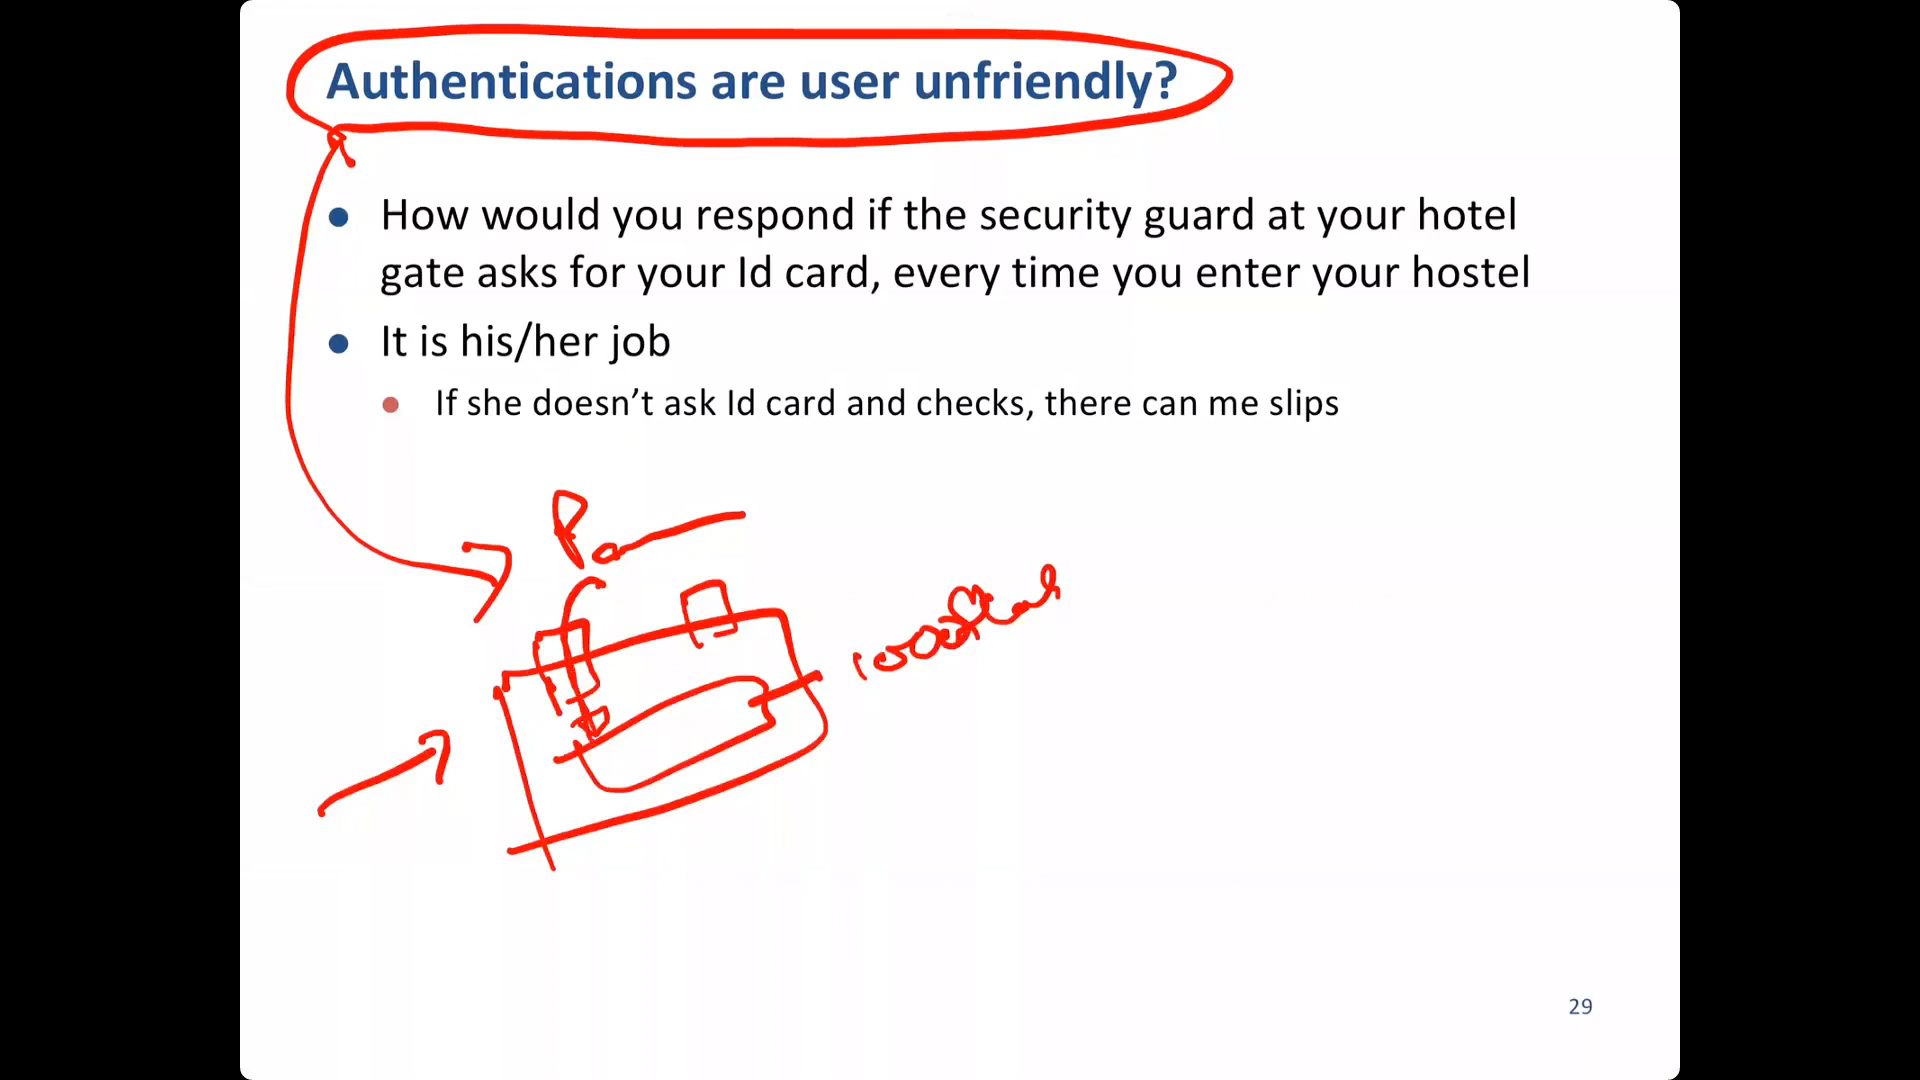 Authentications are user unfriendly?
How would you respond if the security guard at your hotel
gate asks for your Id card, every time you enter your hostel
It is his/her job
If she doesn’t ask Id card and checks, there can me slips
29